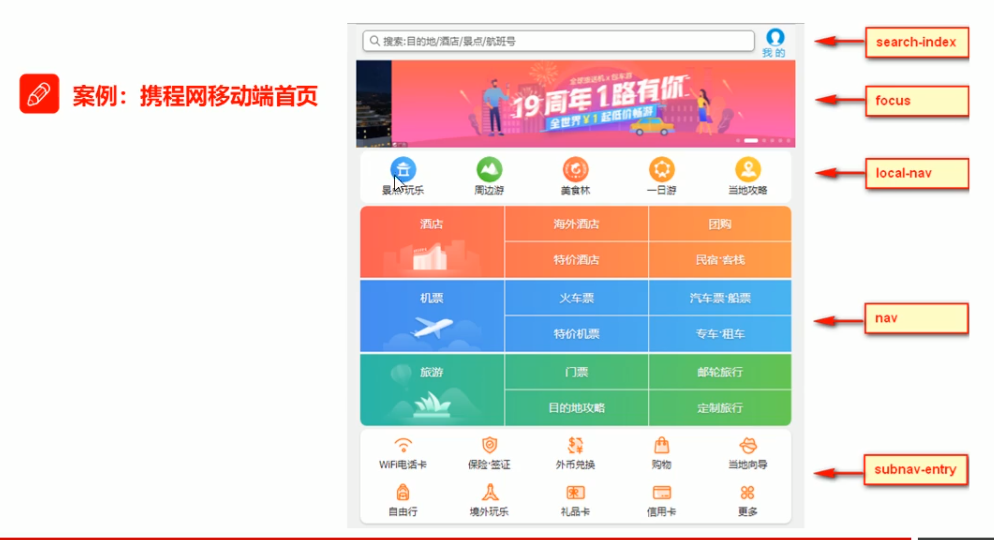 案例：携程网移动端首页
搜索:目的地/酒店/景点/航班号
我的
search-index
全世旅送机x包车游
19周年1路有你
全世界￥1起低价畅游
focus
景点·玩乐 周边游 美食林 一日游 当地攻略
local-nav
酒店 海外酒店 团购
特价酒店 民宿·客栈
机票 火车票 汽车票·船票
特价机票 专车·租车
nav
旅游 门票 邮轮旅行
目的地攻略 定制旅行
WiFi电话卡 保险·签证 外币兑换 购物 当地向导
subnav-entry
自由行 境外玩乐 礼品卡 信用卡 更多